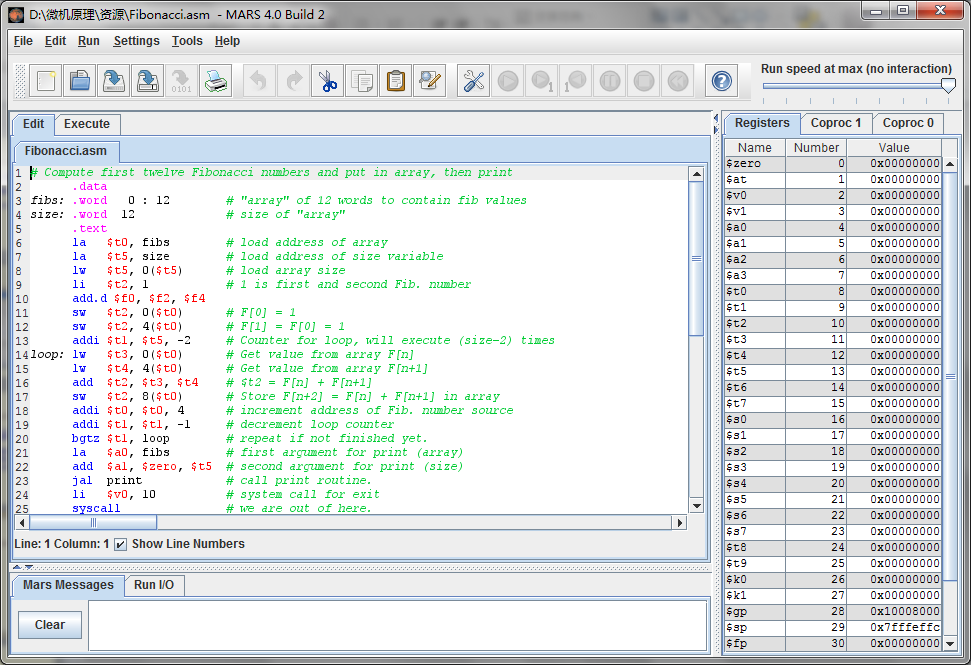 D:\微机原理\资源\Fibonacci.asm - MARS 4.0 Build 2
File Edit Run Settings Tools Help
Run speed at max (no interaction)
Edit Execute
Fibonacci.asm
1 # Compute first twelve Fibonacci numbers and put in array, then print
2       .data
3 fibs: .word   0 : 12        # "array" of 12 words to contain fib values
4 size: .word  12             # size of "array"
5       .text
6       la   $t0, fibs        # load address of array
7       la   $t5, size        # load address of size variable
8       lw   $t5, 0($t5)      # load array size
9       li   $t2, 1           # 1 is first and second Fib. number
10      add.d $f0, $f2, $f4
11      sw   $t2, 0($t0)      # F[0] = 1
12      sw   $t2, 4($t0)      # F[1] = F[0] = 1
13      addi $t1, $t5, -2     # Counter for loop, will execute (size-2) times
14 loop: lw   $t3, 0($t0)      # Get value from array F[n]
15      lw   $t4, 4($t0)      # Get value from array F[n+1]
16      add  $t2, $t3, $t4    # $t2 = F[n] + F[n+1]
17      sw   $t2, 8($t0)      # Store F[n+2] = F[n] + F[n+1] in array
18      addi $t0, $t0, 4      # increment address of Fib. number source
19      addi $t1, $t1, -1     # decrement loop counter
20      bgtz $t1, loop        # repeat if not finished yet.
21      la   $a0, fibs        # first argument for print (array)
22      add  $a1, $zero, $t5  # second argument for print (size)
23      jal  print            # call print routine.
24      li   $v0, 10          # system call for exit
25      syscall               # we are out of here.
Line: 1 Column: 1 Show Line Numbers
Mars Messages Run I/O
Clear
Registers Coproc 1 Coproc 0
Name Number Value
$zero 0 0x00000000
$at 1 0x00000000
$v0 2 0x00000000
$v1 3 0x00000000
$a0 4 0x00000000
$a1 5 0x00000000
$a2 6 0x00000000
$a3 7 0x00000000
$t0 8 0x00000000
$t1 9 0x00000000
$t2 10 0x00000000
$t3 11 0x00000000
$t4 12 0x00000000
$t5 13 0x00000000
$t6 14 0x00000000
$t7 15 0x00000000
$s0 16 0x00000000
$s1 17 0x00000000
$s2 18 0x00000000
$s3 19 0x00000000
$s4 20 0x00000000
$s5 21 0x00000000
$s6 22 0x00000000
$s7 23 0x00000000
$t8 24 0x00000000
$t9 25 0x00000000
$k0 26 0x00000000
$k1 27 0x00000000
$gp 28 0x10008000
$sp 29 0x7fffeffc
$fp 30 0x00000000